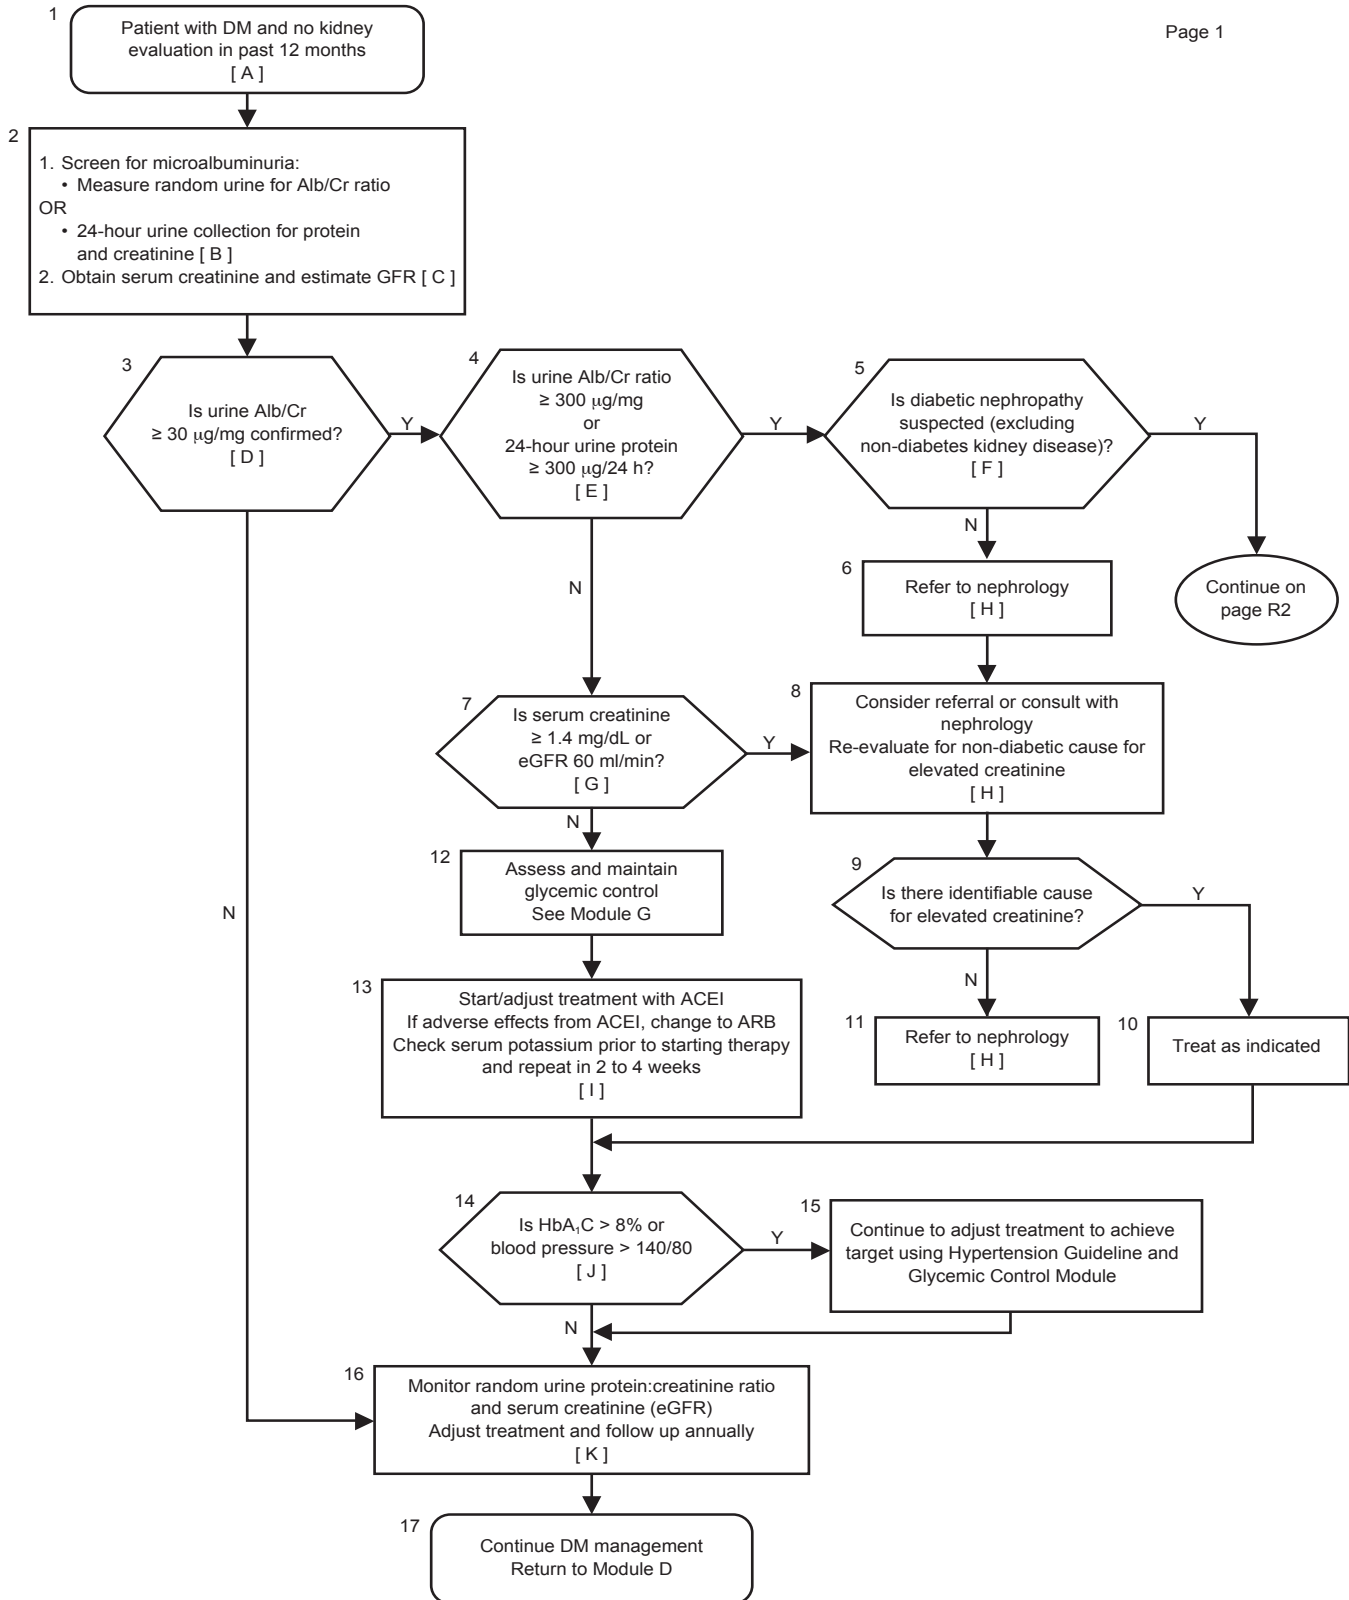 Page 1
1
Patient with DM and no kidney
evaluation in past 12 months
[ A ]
2
1. Screen for microalbuminuria:
• Measure random urine for Alb/Cr ratio
OR
• 24-hour urine collection for protein
and creatinine [ B ]
2. Obtain serum creatinine and estimate GFR [ C ]
3
Is urine Alb/Cr
≥ 30 μg/mg confirmed?
[ D ]
Y
N
4
Is urine Alb/Cr ratio
≥ 300 μg/mg
or
24-hour urine protein
≥ 300 μg/24 h?
[ E ]
Y
N
5
Is diabetic nephropathy
suspected (excluding
non-diabetes kidney disease)?
[ F ]
Y
N
Continue on
page R2
6
Refer to nephrology
[ H ]
7
Is serum creatinine
≥ 1.4 mg/dL or
eGFR 60 ml/min?
[ G ]
Y
N
8
Consider referral or consult with
nephrology
Re-evaluate for non-diabetic cause for
elevated creatinine
[ H ]
9
Is there identifiable cause
for elevated creatinine?
Y
N
12
Assess and maintain
glycemic control
See Module G
13
Start/adjust treatment with ACEI
If adverse effects from ACEI, change to ARB
Check serum potassium prior to starting therapy
and repeat in 2 to 4 weeks
[ I ]
11
Refer to nephrology
[ H ]
10
Treat as indicated
14
Is HbA₁C > 8% or
blood pressure > 140/80
[ J ]
Y
N
15
Continue to adjust treatment to achieve
target using Hypertension Guideline and
Glycemic Control Module
16
Monitor random urine protein:creatinine ratio
and serum creatinine (eGFR)
Adjust treatment and follow up annually
[ K ]
17
Continue DM management
Return to Module D